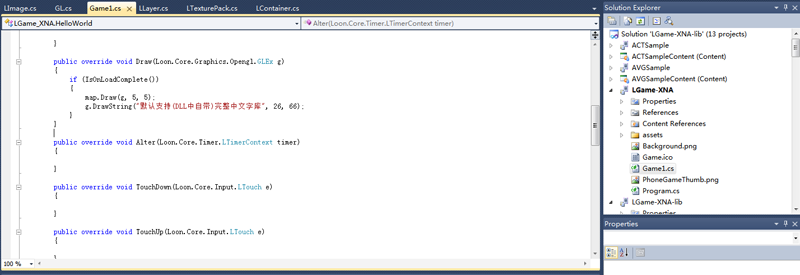 LImage.cs
GL.cs
Game1.cs
LLayer.cs
LTexturePack.cs
LContainer.cs
LGame_XNA.HelloWorld
Alter(Loon.Core.Timer.LTimerContext timer)
}
public override void Draw(Loon.Core.Graphics.Opengl.GLEx g)
{
if (IsOnLoadComplete())
{
map.Draw(g, 5, 5);
g.DrawString("默认支持(DLL中自带)完整中文字库", 26, 66);
}
}
public override void Alter(Loon.Core.Timer.LTimerContext timer)
{
}
public override void TouchDown(Loon.Core.Input.LTouch e)
{
}
public override void TouchUp(Loon.Core.Input.LTouch e)
{
}
100 %
Solution Explorer
Solution 'LGame-XNA-lib' (13 projects)
ACTSample
ACTSampleContent (Content)
AVGSample
AVGSampleContent (Content)
LGame-XNA
Properties
References
Content References
assets
Background.png
Game.ico
Game1.cs
PhoneGameThumb.png
Program.cs
LGame-XNA-lib
Properties
Properties